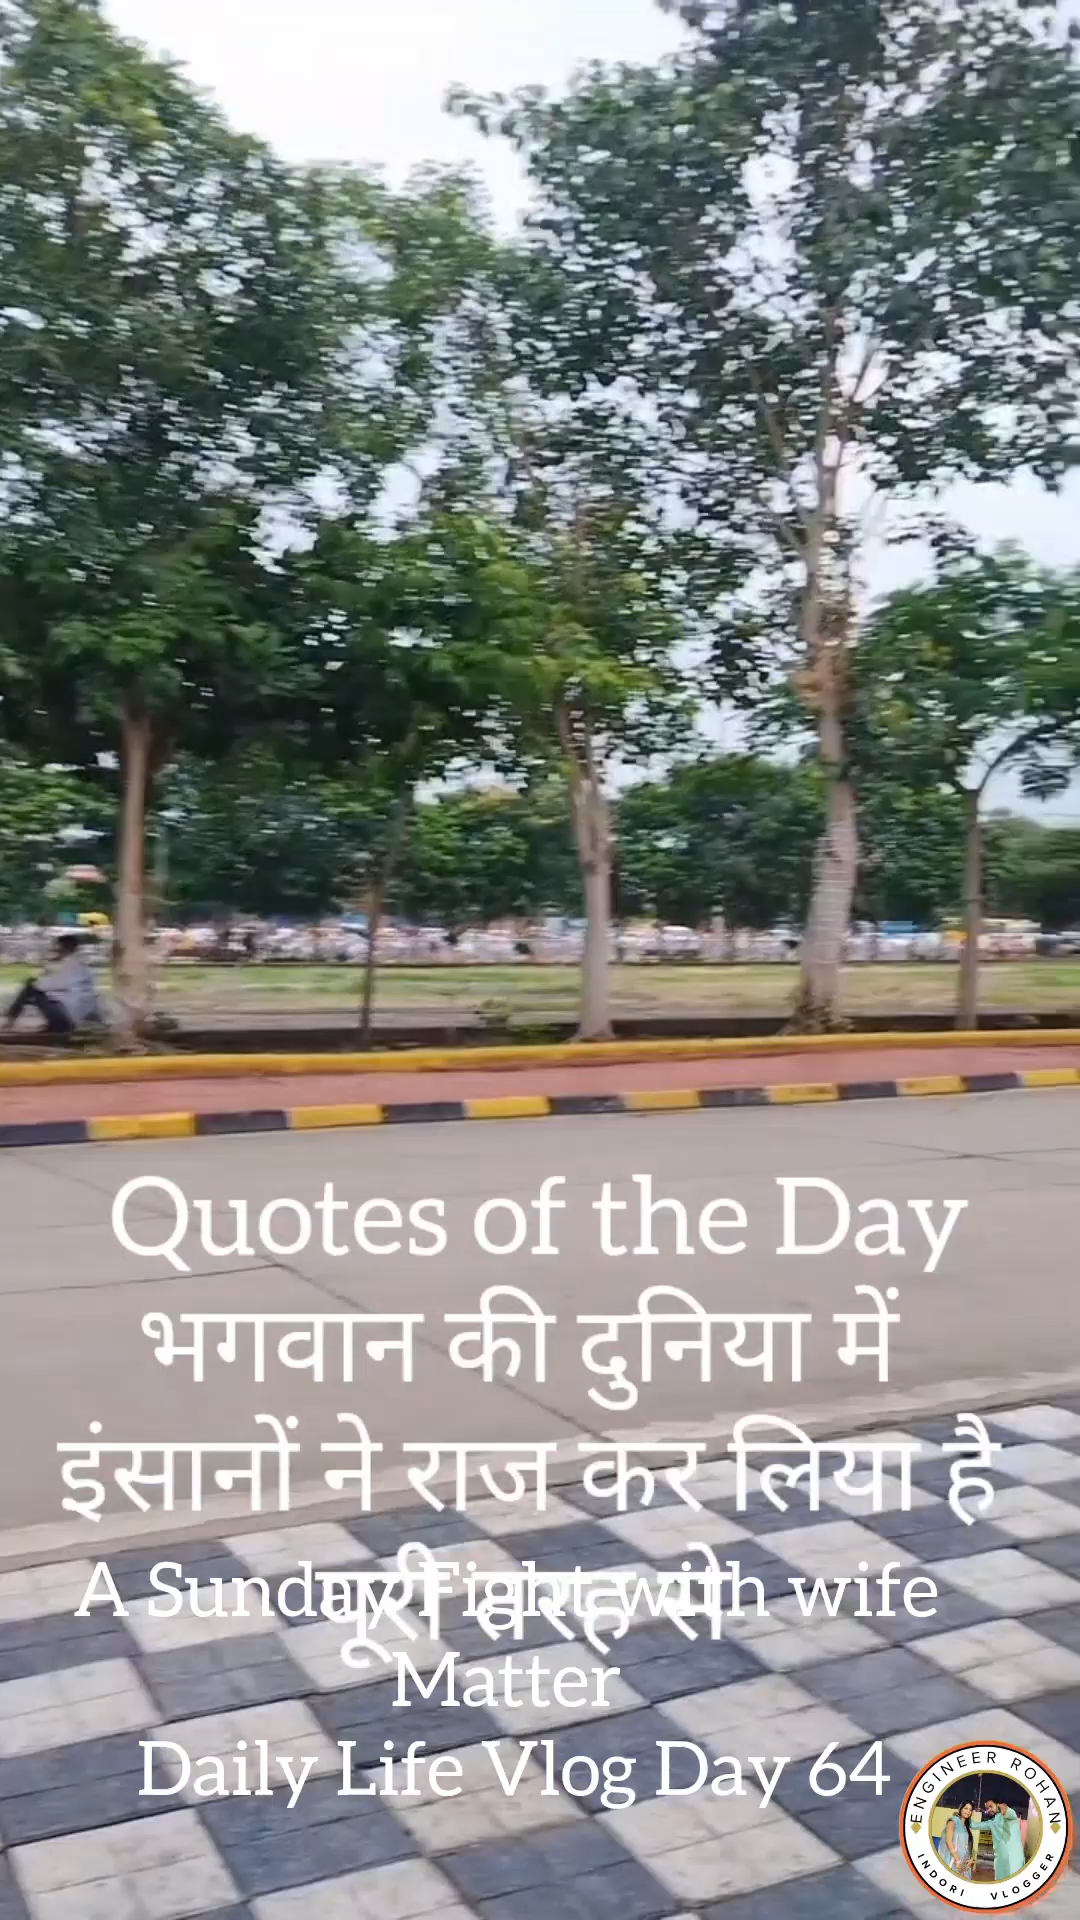 Quotes of the Day
भगवान की दुनिया में
इंसानों ने राज कर लिया है
पूरी तरह से
A Sunday Fight with wife
Matter
Daily Life Vlog Day 64
ENGINEER ROHAN
INDORI VLOGGER